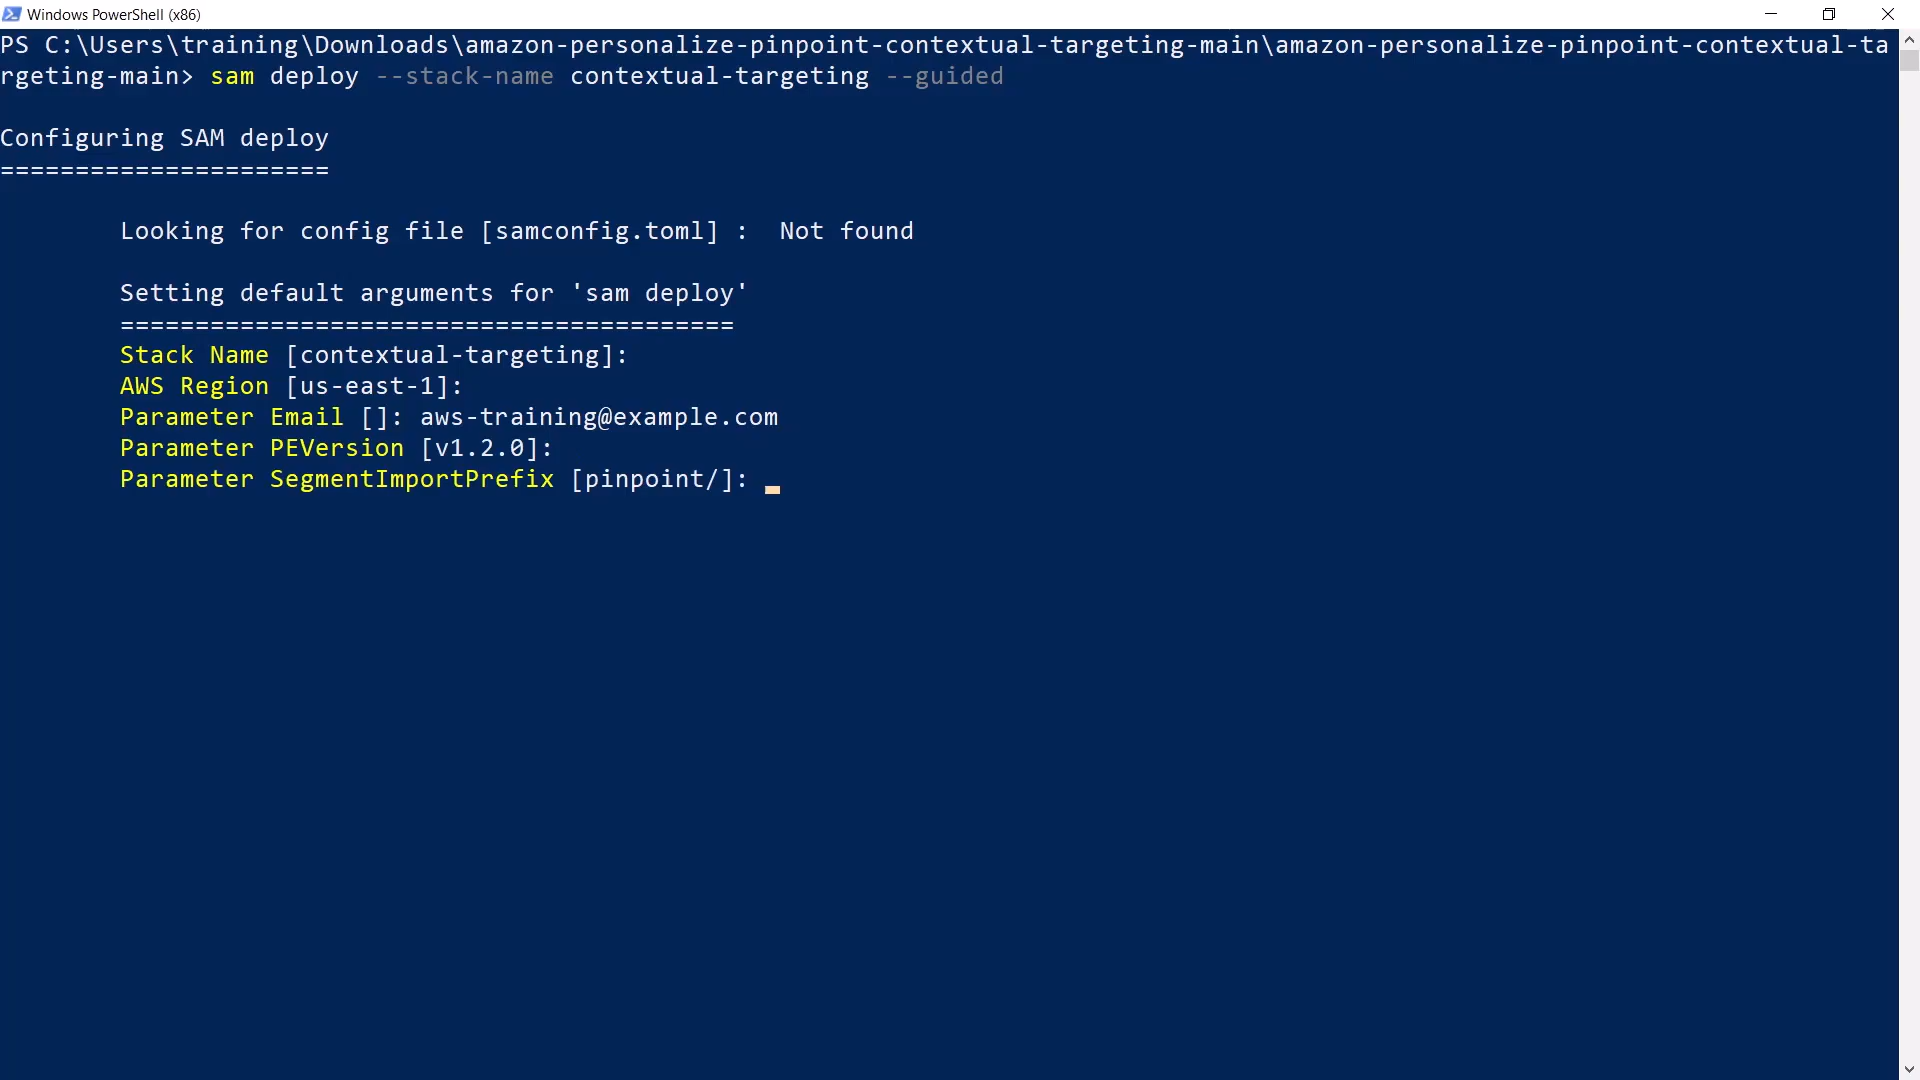 Windows PowerShell (x86)
PS C:\Users\training\Downloads\amazon-personalize-pinpoint-contextual-targeting-main\amazon-personalize-pinpoint-contextual-ta
rgeting-main> sam deploy --stack-name contextual-targeting --guided
Configuring SAM deploy
======================
Looking for config file [samconfig.toml] :  Not found
Setting default arguments for 'sam deploy'
=========================================
Stack Name [contextual-targeting]:
AWS Region [us-east-1]:
Parameter Email []: aws-training@example.com
Parameter PEVersion [v1.2.0]:
Parameter SegmentImportPrefix [pinpoint/]: